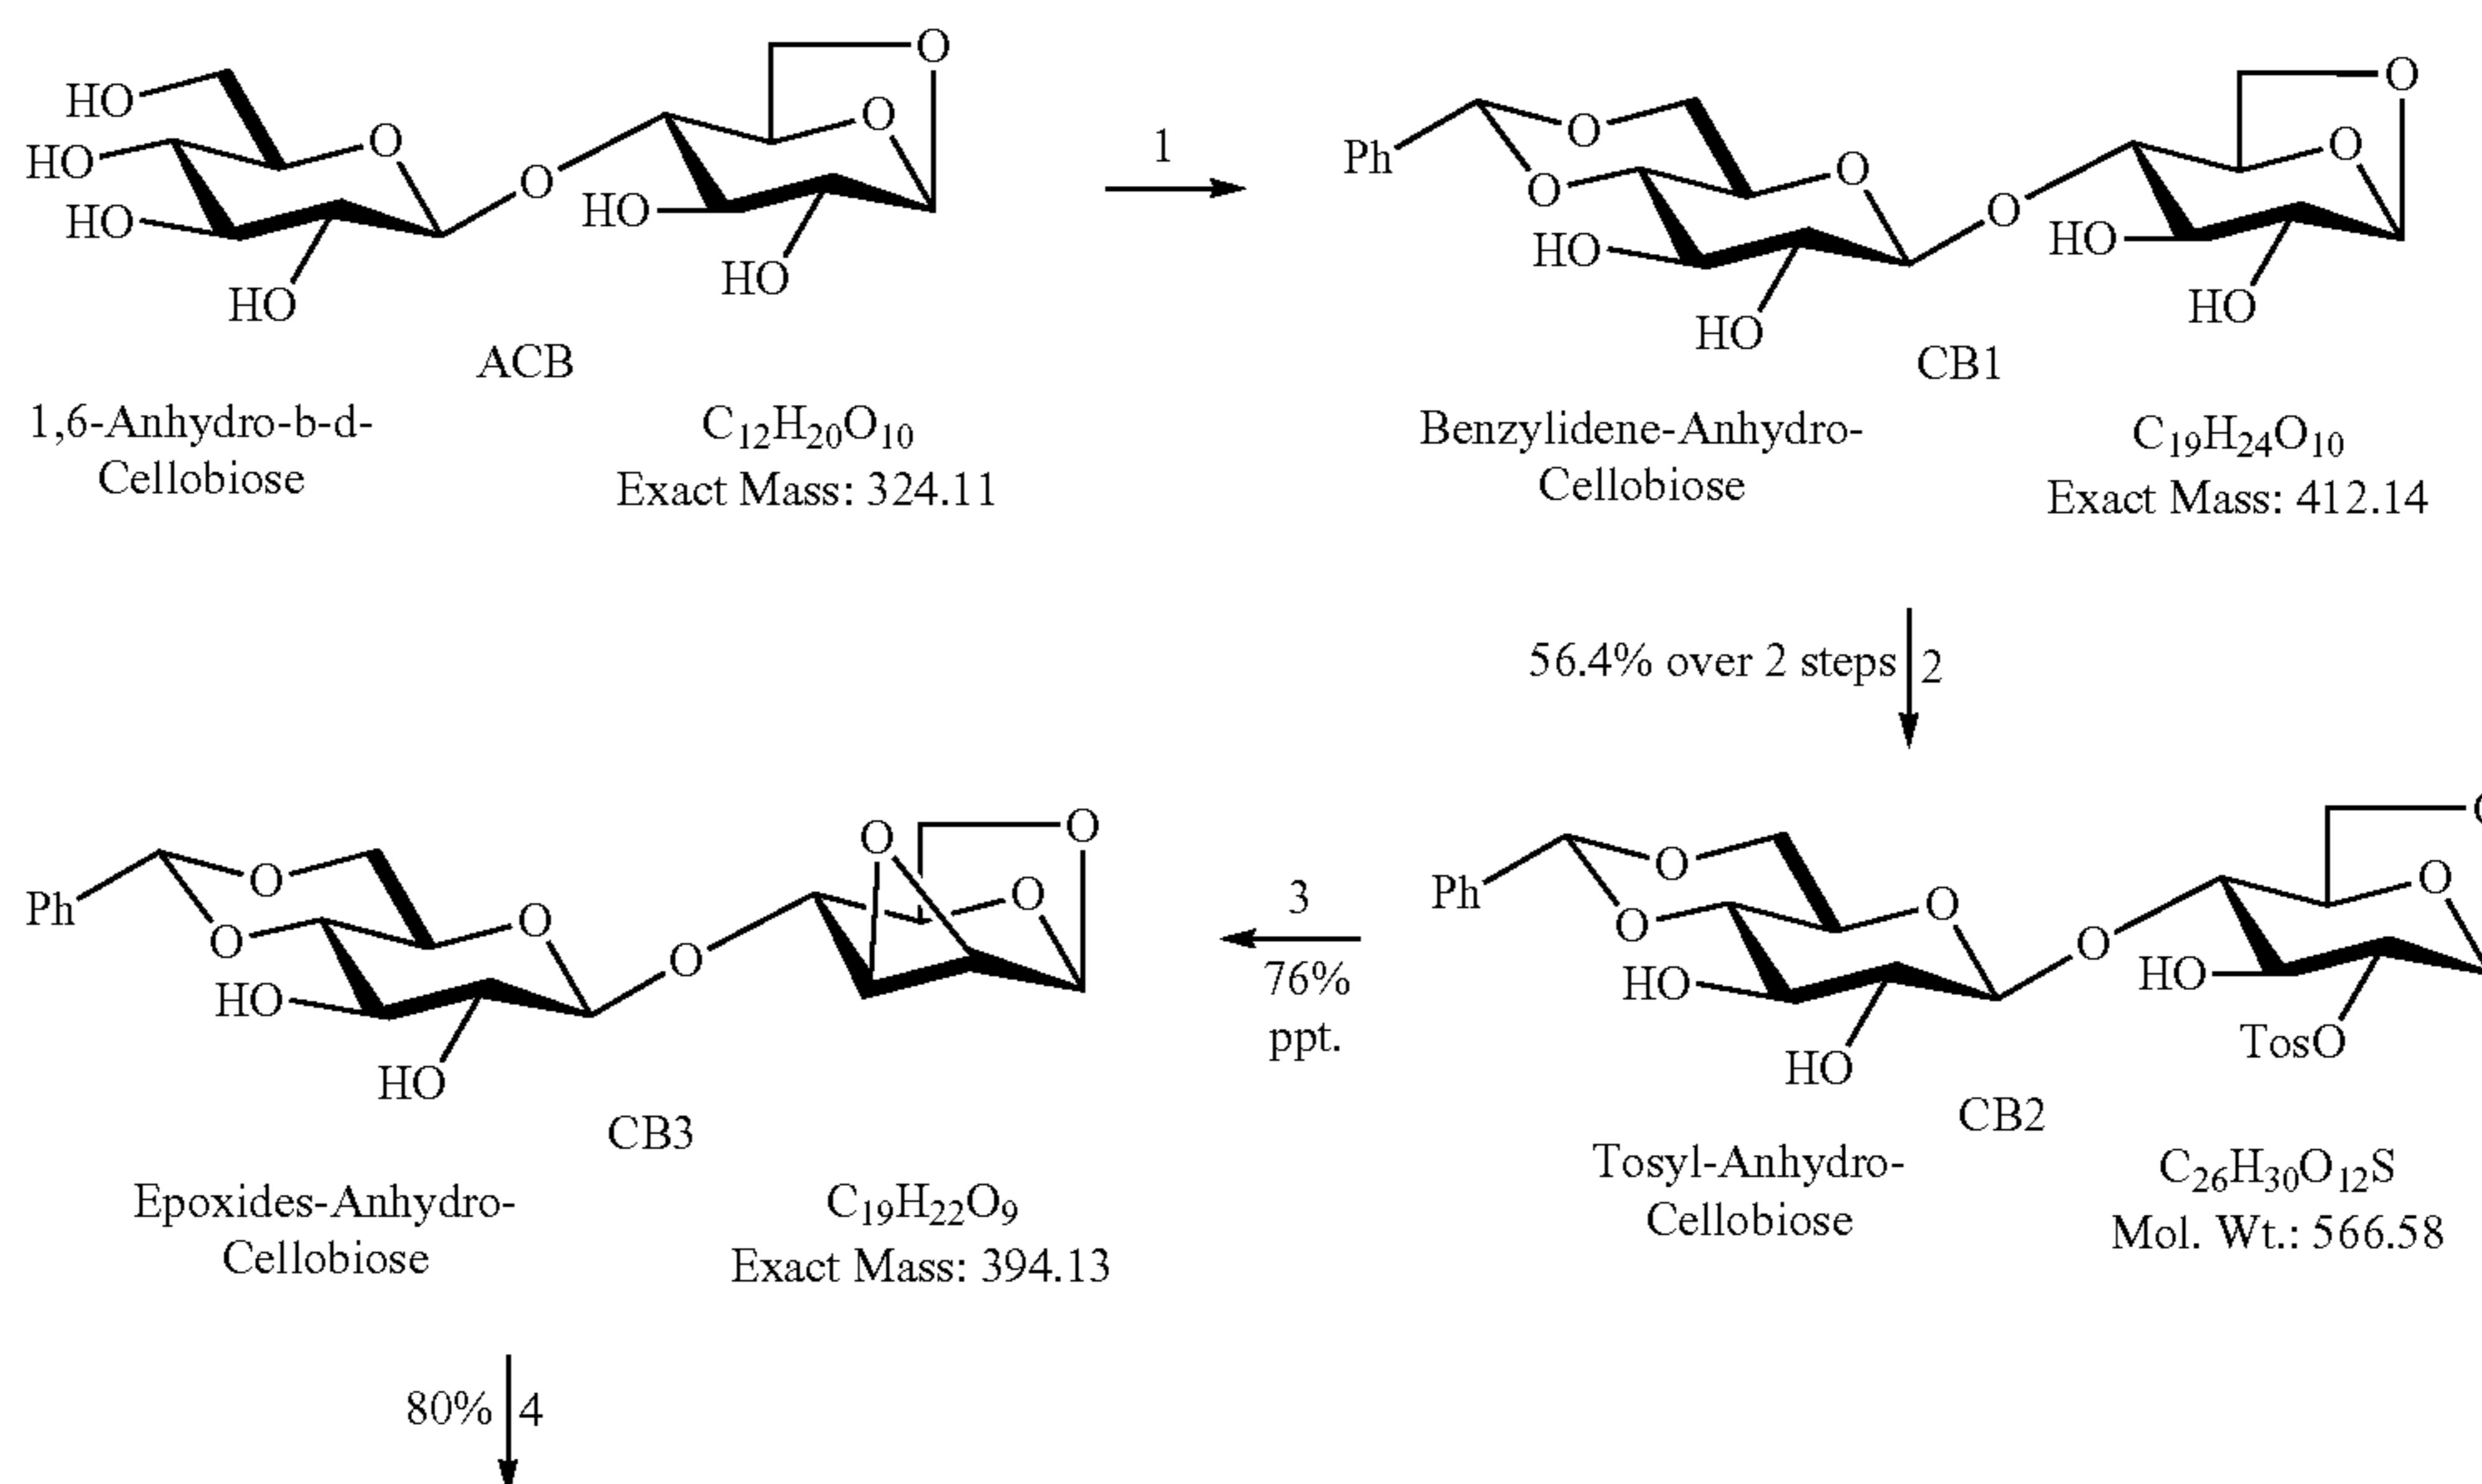 O
HO
O
O
HO
O
HO
HO
HO
HO
ACB
1,6-Anhydro-b-d-
Cellobiose
C12H20O10
Exact Mass: 324.11
1
O
O
O
Ph
O
O
O
HO
HO
HO
HO
CB1
Benzylidene-Anhydro-
Cellobiose
C19H24O10
Exact Mass: 412.14
56.4% over 2 steps
2
O
O
O
O
Ph
O
O
O
HO
HO
CB3
Epoxides-Anhydro-
Cellobiose
C19H22O9
Exact Mass: 394.13
3
76%
ppt.
O
O
Ph
O
O
O
HO
HO
HO
TosO
CB2
Tosyl-Anhydro-
Cellobiose
C26H30O12S
Mol. Wt.: 566.58
80%
4